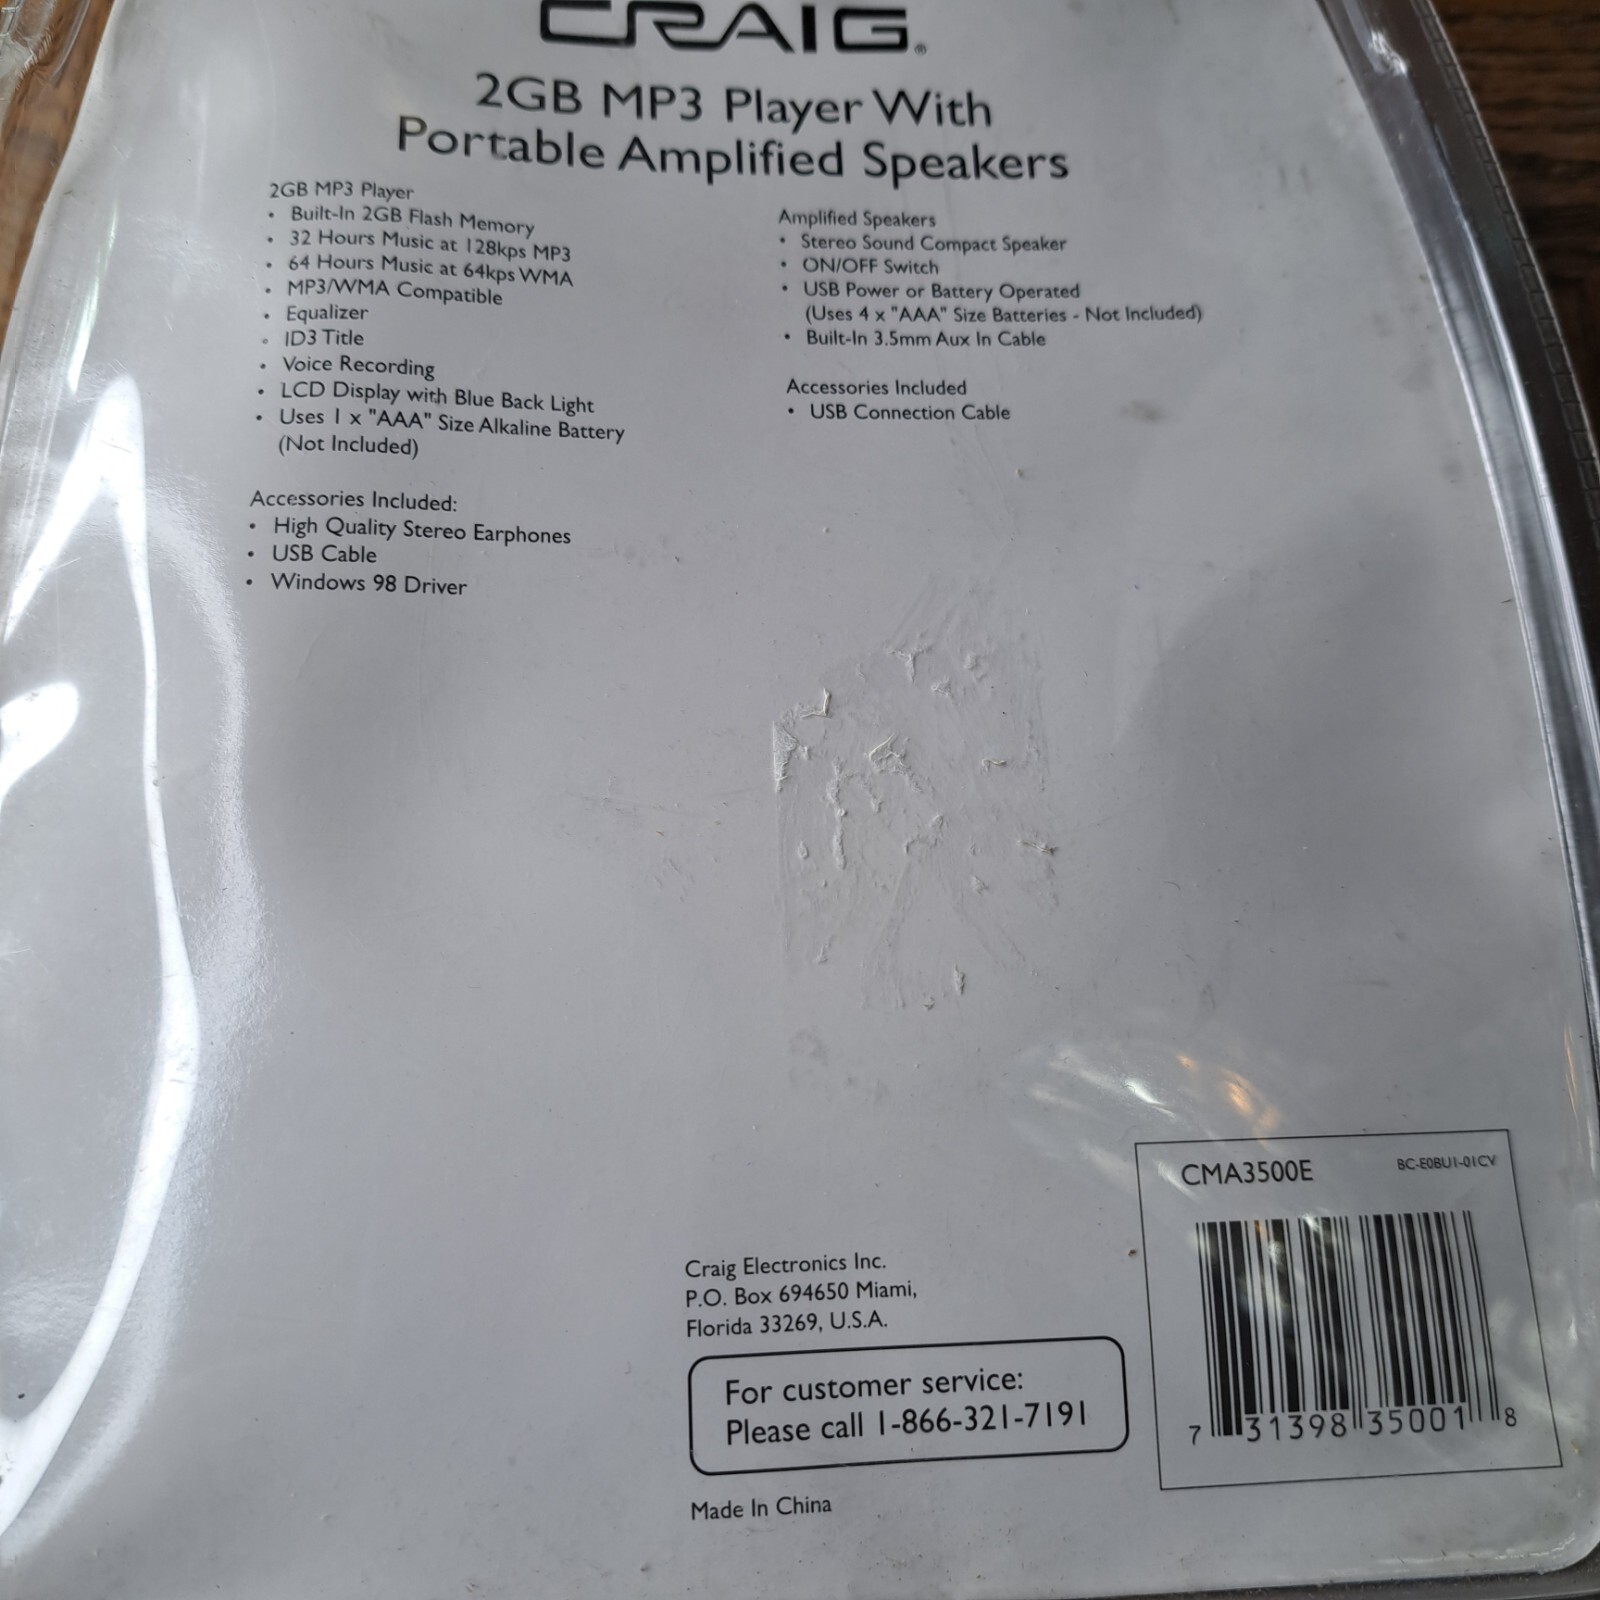 CRAIG®
2GB MP3 Player With
Portable Amplified Speakers
2GB MP3 Player
• Built-In 2GB Flash Memory
• 32 Hours Music at 128kps MP3
• 64 Hours Music at 64kps WMA
• MP3/WMA Compatible
• Equalizer
• ID3 Title
• Voice Recording
• LCD Display with Blue Back Light
• Uses 1 x "AAA" Size Alkaline Battery
(Not Included)
Accessories Included:
• High Quality Stereo Earphones
• USB Cable
• Windows 98 Driver
Amplified Speakers
• Stereo Sound Compact Speaker
• ON/OFF Switch
• USB Power or Battery Operated
(Uses 4 x "AAA" Size Batteries - Not Included)
• Built-In 3.5mm Aux In Cable
Accessories Included
• USB Connection Cable
CMA3500E
BC-E0BU1-01CV
7 31398 35001 8
Craig Electronics Inc.
P.O. Box 694650 Miami,
Florida 33269, U.S.A.
For customer service:
Please call 1-866-321-7191
Made In China